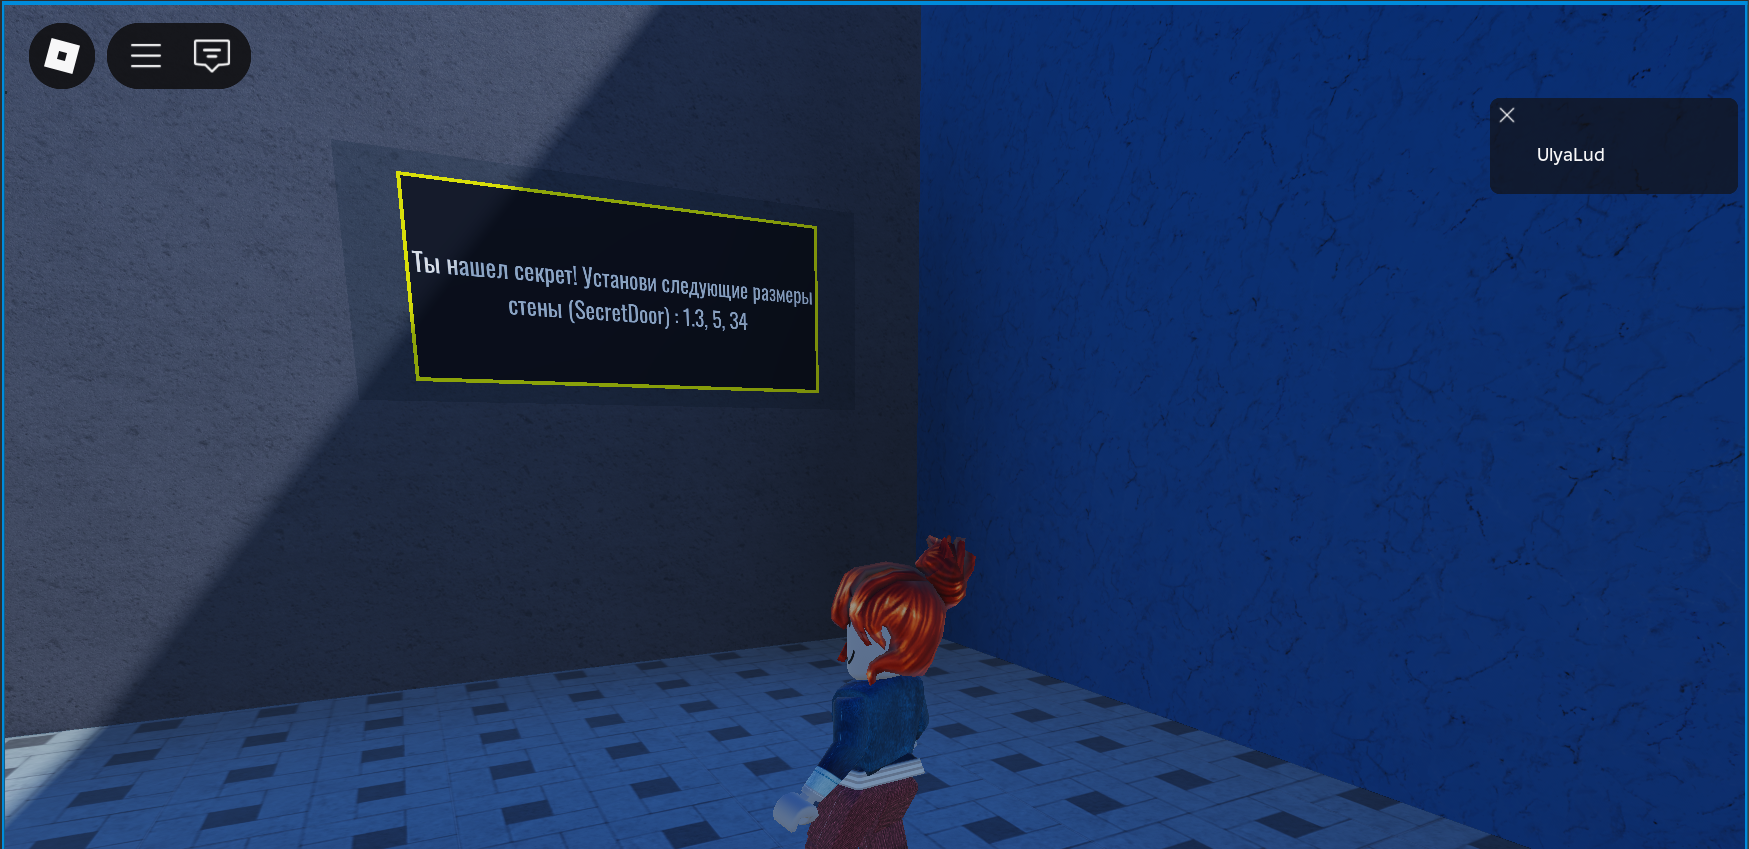 UlyaLud
Ты нашел секрет! Установи следующие размеры
стены (SecretDoor) : 1.3, 5, 34